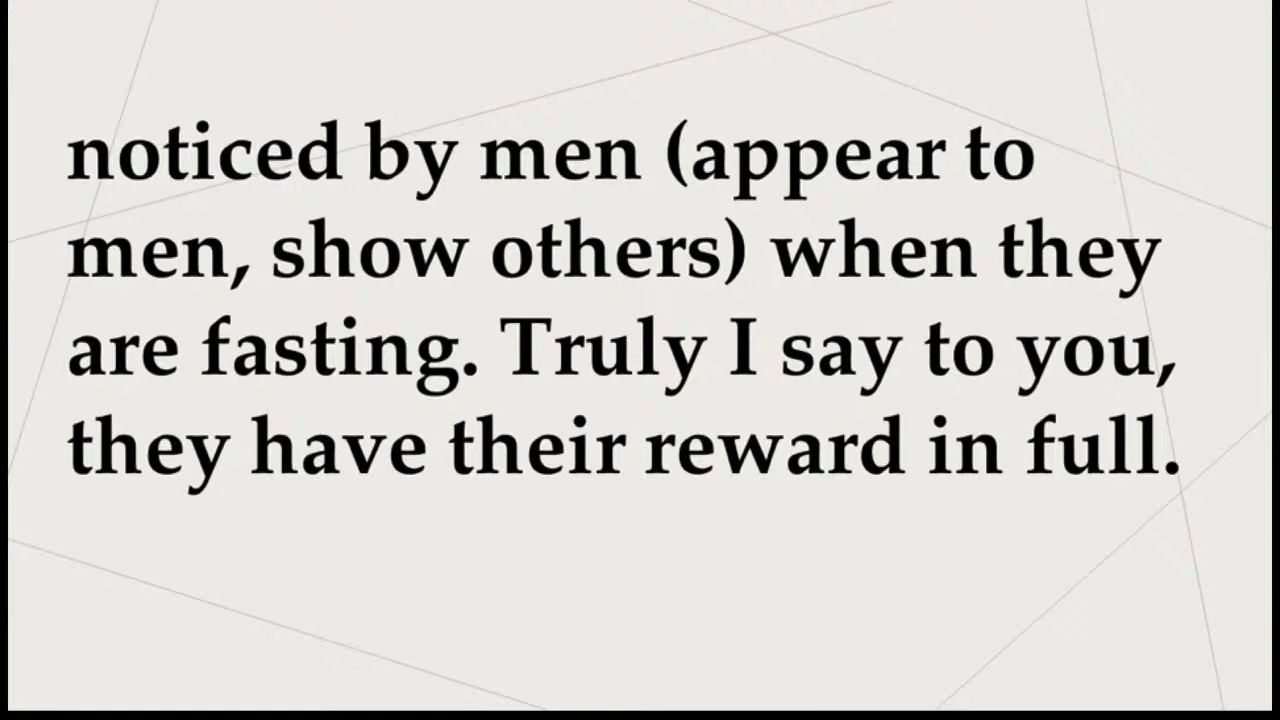 noticed by men (appear to
men, show others) when they
are fasting. Truly I say to you,
they have their reward in full.